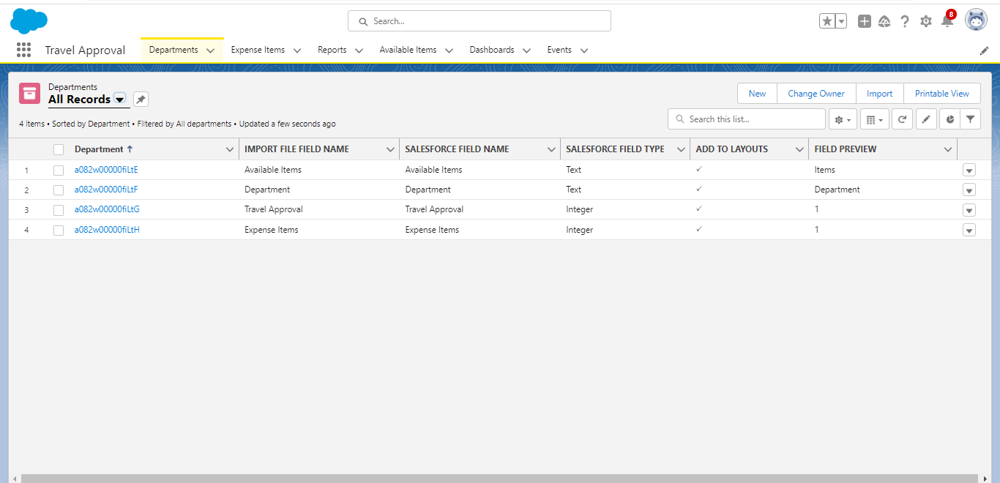 Search...
8
Travel Approval Departments Expense Items Reports Available Items Dashboards Events
Departments
All Records
New Change Owner Import Printable View
4 items • Sorted by Department • Filtered by All departments • Updated a few seconds ago
Search this list...
Department ↑ IMPORT FILE FIELD NAME SALESFORCE FIELD NAME SALESFORCE FIELD TYPE ADD TO LAYOUTS FIELD PREVIEW
1 a082w00000fiLtE Available Items Available Items Text ✓ Items
2 a082w00000fiLtF Department Department Text ✓ Department
3 a082w00000fiLtG Travel Approval Travel Approval Integer ✓ 1
4 a082w00000fiLtH Expense Items Expense Items Integer ✓ 1